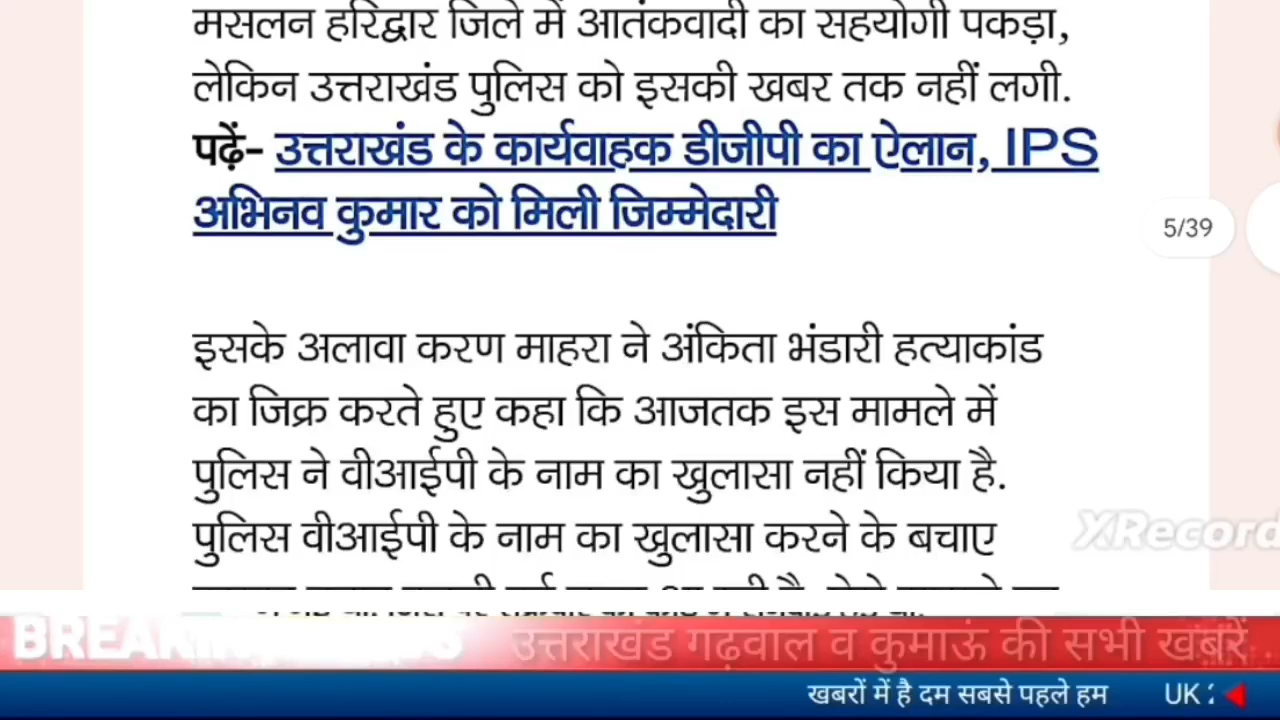 मसलन हरिद्वार जिले में आतंकवादी का सहयोगी पकड़ा,
लेकिन उत्तराखंड पुलिस को इसकी खबर तक नहीं लगी.
पढ़ें- उत्तराखंड के कार्यवाहक डीजीपी का ऐलान, IPS
अभिनव कुमार को मिली जिम्मेदारी
5/39
इसके अलावा करण माहरा ने अंकिता भंडारी हत्याकांड
का जिक्र करते हुए कहा कि आजतक इस मामले में
पुलिस ने वीआईपी के नाम का खुलासा नहीं किया है.
पुलिस वीआईपी के नाम का खुलासा करने के बचाए
XRecord
उत्तराखंड गढ़वाल व कुमाऊं की सभी खबरें
खबरों में है दम सबसे पहले हम UK